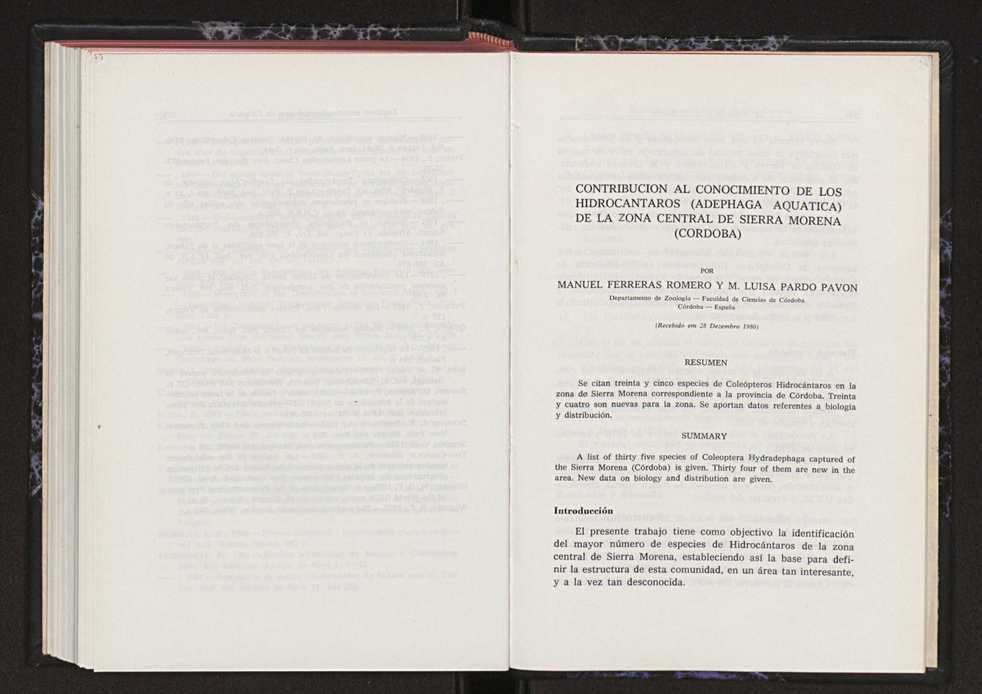 CONTRIBUCION AL CONOCIMIENTO DE LOS
HIDROCANTAROS (ADEPHAGA AQUATICA)
DE LA ZONA CENTRAL DE SIERRA MORENA
(CORDOBA)
POR
MANUEL FERRERAS ROMERO Y M. LUISA PARDO PAVON
Departamento de Zoología — Faculdad de Ciencias de Córdoba
Córdoba — España
(Recebido em 28 Dezembro 1980)
RESUMEN
Se citan treinta y cinco especies de Coleópteros Hidrocántaros en la
zona de Sierra Morena correspondiente a la provincia de Córdoba. Treinta
y cuatro son nuevas para la zona. Se aportan datos referentes a biología
y distribución.
SUMMARY
A list of thirty five species of Coleoptera Hydradephaga captured of
the Sierra Morena (Córdoba) is given. Thirty four of them are new in the
area. New data on biology and distribution are given.
Introducción
El presente trabajo tiene como objectivo la identificación
del mayor número de especies de Hidrocántaros de la zona
central de Sierra Morena, estableciendo así la base para defi-
nir la estructura de esta comunidad, en un área tan interesante,
y a la vez tan desconocida.